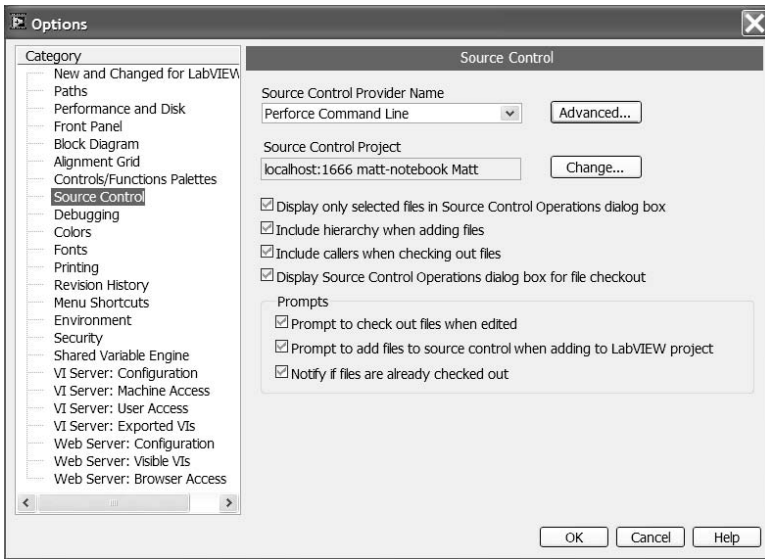 Options
Category
New and Changed for LabVIEW
Paths
Performance and Disk
Front Panel
Block Diagram
Alignment Grid
Controls/Functions Palettes
Source Control
Debugging
Colors
Fonts
Printing
Revision History
Menu Shortcuts
Environment
Security
Shared Variable Engine
VI Server: Configuration
VI Server: Machine Access
VI Server: User Access
VI Server: Exported VIs
Web Server: Configuration
Web Server: Visible VIs
Web Server: Browser Access
Source Control
Source Control Provider Name
Perforce Command Line
Advanced...
Source Control Project
localhost:1666 matt-notebook Matt
Change...
Display only selected files in Source Control Operations dialog box
Include hierarchy when adding files
Include callers when checking out files
Display Source Control Operations dialog box for file checkout
Prompts
Prompt to check out files when edited
Prompt to add files to source control when adding to LabVIEW project
Notify if files are already checked out
OK Cancel Help